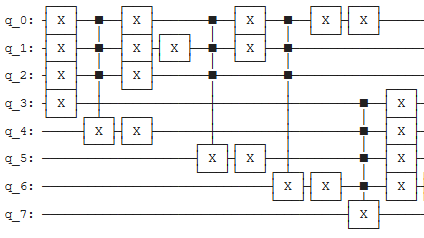 q_0: X X X X X
q_1: X X X
q_2: X X
q_3: X X
q_4: X X X
q_5: X X X
q_6: X X X
q_7: X